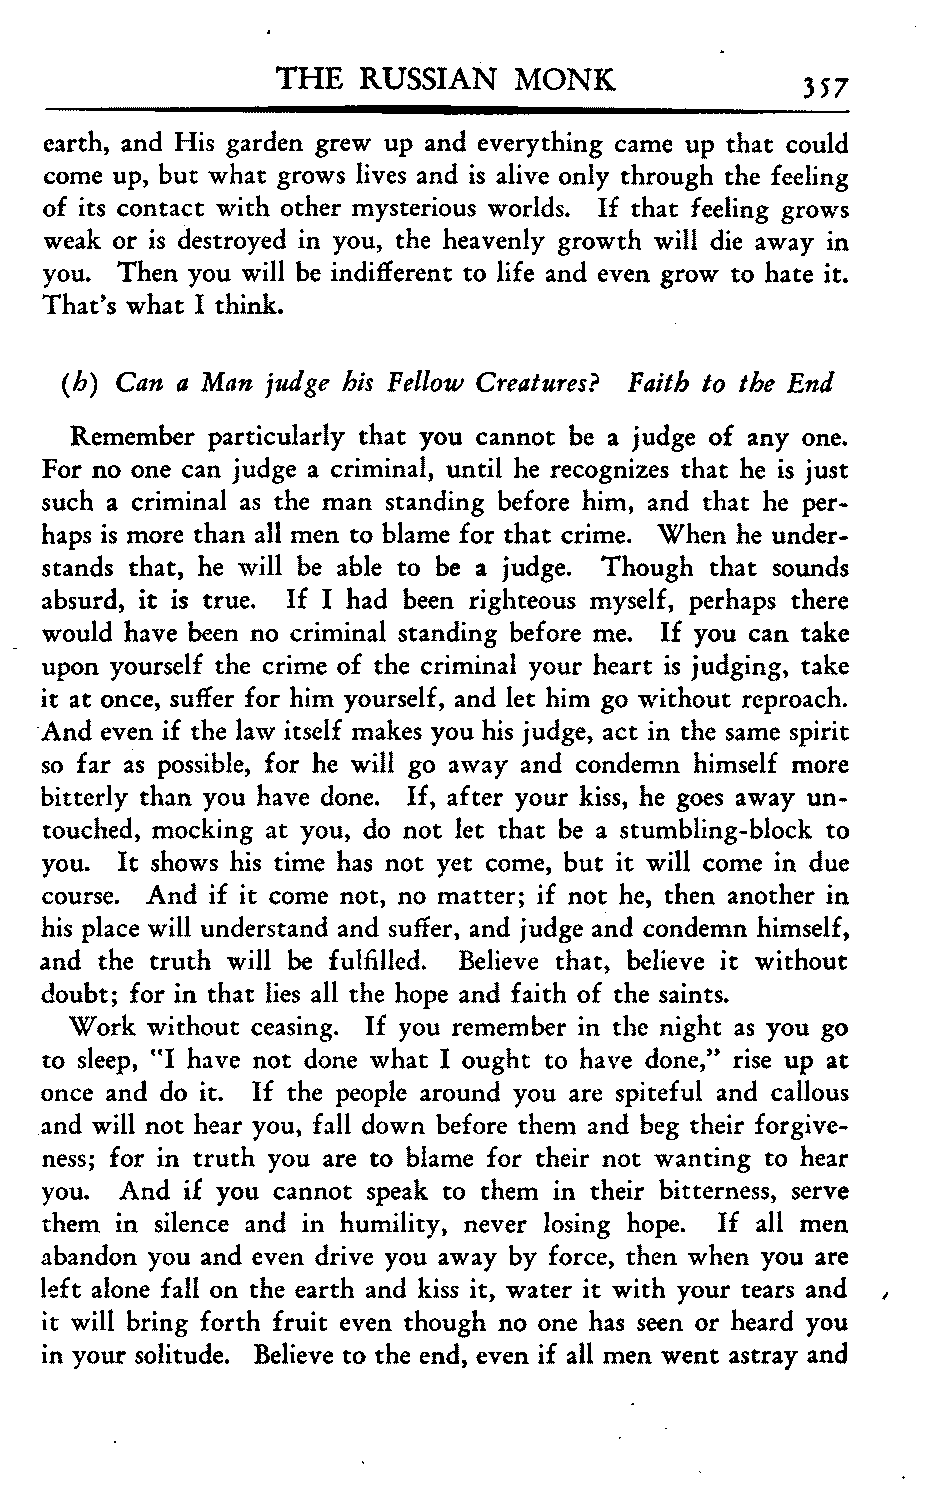 THE RUSSIAN MONK 357
earth, and His garden grew up and everything came up that could
come up, but what grows lives and is alive only through the feeling
of its contact with other mysterious worlds. If that feeling grows
weak or is destroyed in you, the heavenly growth will die away in
you. Then you will be indifferent to life and even grow to hate it.
That's what I think.
(h) Can a Man judge his Fellow Creatures? Faith to the End
Remember particularly that you cannot be a judge of any one.
For no one can judge a criminal, until he recognizes that he is just
such a criminal as the man standing before him, and that he per-
haps is more than all men to blame for that crime. When he under-
stands that, he will be able to be a judge. Though that sounds
absurd, it is true. If I had been righteous myself, perhaps there
would have been no criminal standing before me. If you can take
upon yourself the crime of the criminal your heart is judging, take
it at once, suffer for him yourself, and let him go without reproach.
And even if the law itself makes you his judge, act in the same spirit
so far as possible, for he will go away and condemn himself more
bitterly than you have done. If, after your kiss, he goes away un-
touched, mocking at you, do not let that be a stumbling-block to
you. It shows his time has not yet come, but it will come in due
course. And if it come not, no matter; if not he, then another in
his place will understand and suffer, and judge and condemn himself,
and the truth will be fulfilled. Believe that, believe it without
doubt; for in that lies all the hope and faith of the saints.
Work without ceasing. If you remember in the night as you go
to sleep, "I have not done what I ought to have done," rise up at
once and do it. If the people around you are spiteful and callous
and will not hear you, fall down before them and beg their forgive-
ness; for in truth you are to blame for their not wanting to hear
you. And if you cannot speak to them in their bitterness, serve
them in silence and in humility, never losing hope. If all men
abandon you and even drive you away by force, then when you are
left alone fall on the earth and kiss it, water it with your tears and
it will bring forth fruit even though no one has seen or heard you
in your solitude. Believe to the end, even if all men went astray and